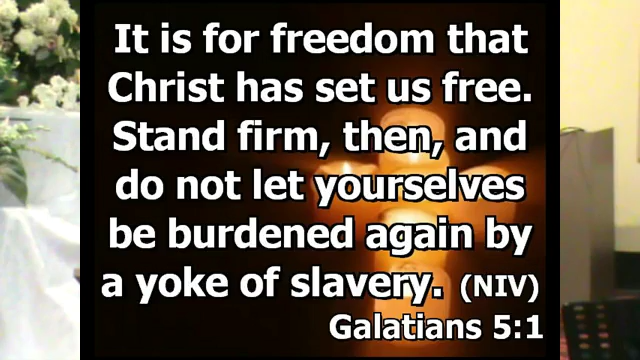 It is for freedom that
Christ has set us free.
Stand firm, then, and
do not let yourselves
be burdened again by
a yoke of slavery. (NIV)
Galatians 5:1